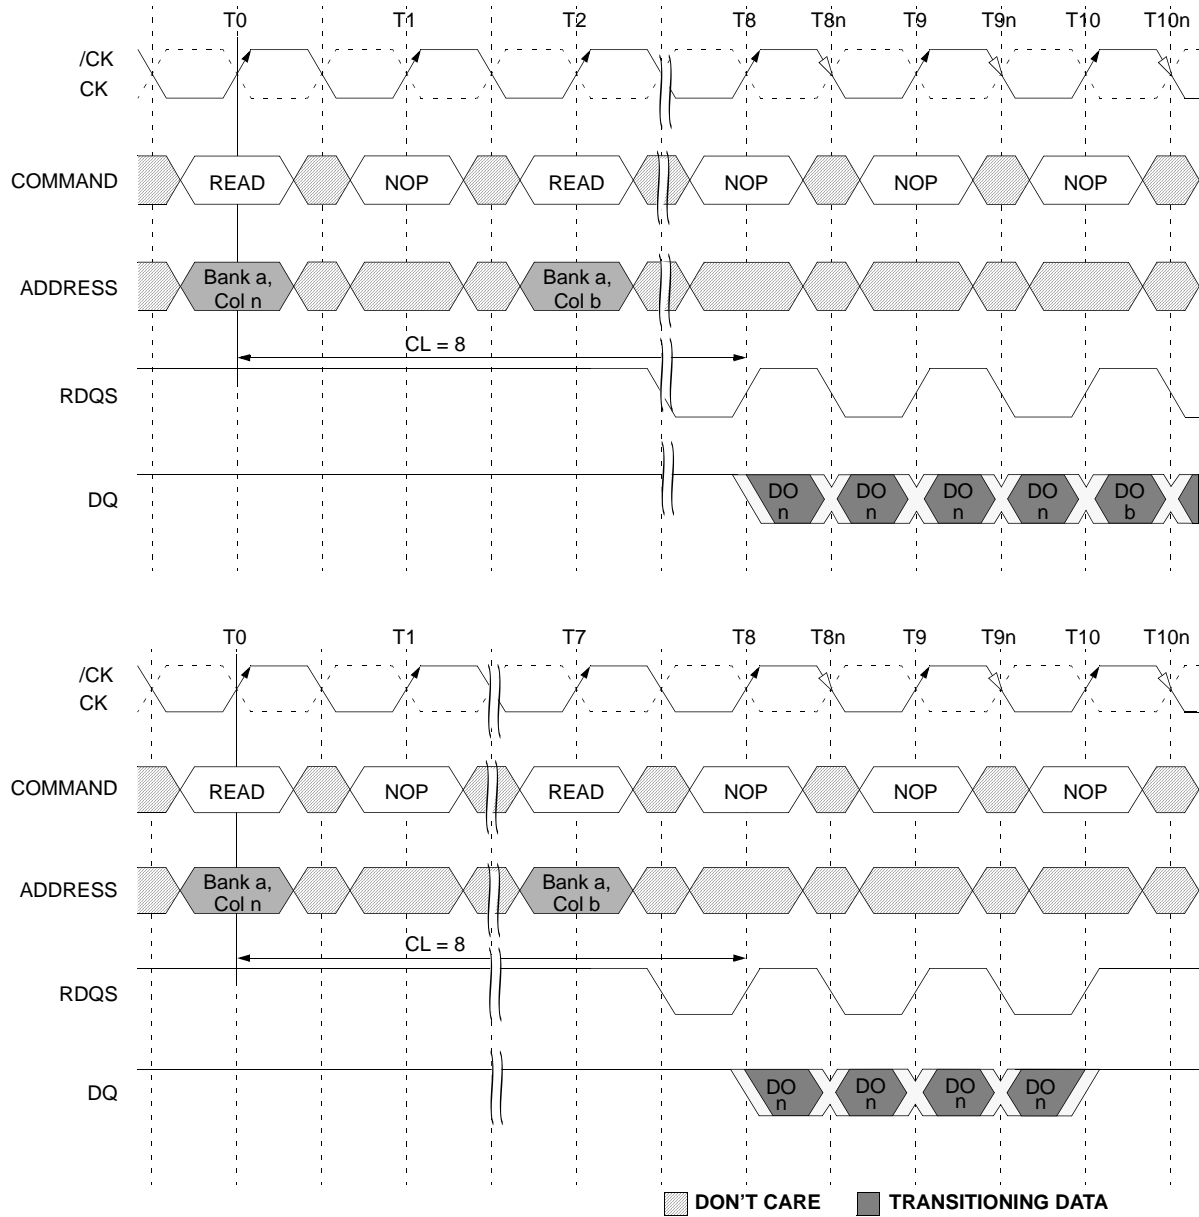 T0 T1 T2 T8 T8n T9 T9n T10 T10n
/CK
CK
COMMAND READ NOP READ NOP NOP NOP
ADDRESS Bank a, Col n Bank a, Col b
CL = 8
RDQS
DQ DO n DO n DO n DO n DO b
T0 T1 T7 T8 T8n T9 T9n T10 T10n
/CK
CK
COMMAND READ NOP READ NOP NOP NOP
ADDRESS Bank a, Col n Bank a, Col b
CL = 8
RDQS
DQ DO n DO n DO n DO n
DON'T CARE TRANSITIONING DATA